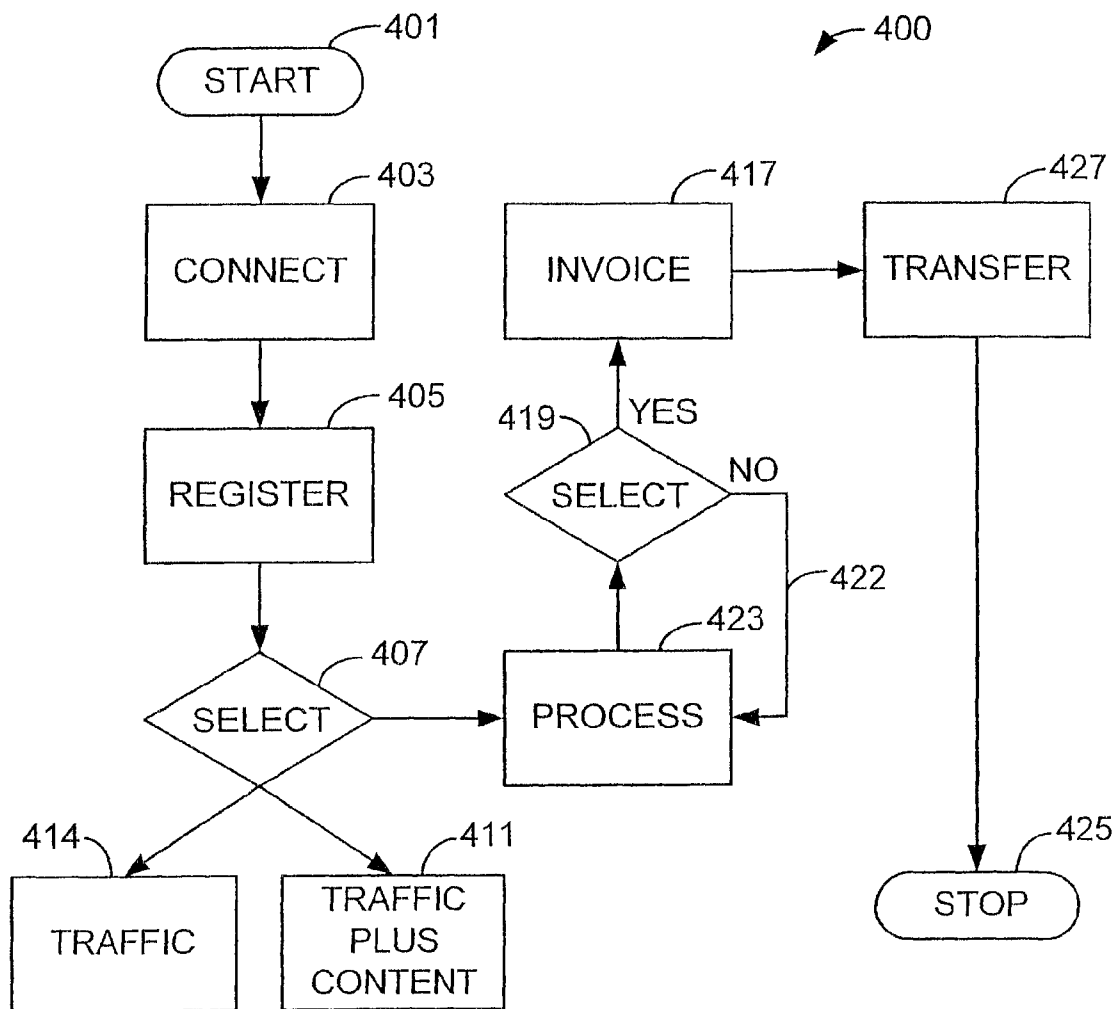 401
400
START
403
417
427
CONNECT
INVOICE
TRANSFER
405
419
YES
REGISTER
SELECT
NO
422
407
423
SELECT
PROCESS
414
411
425
TRAFFIC
TRAFFIC
PLUS
CONTENT
STOP